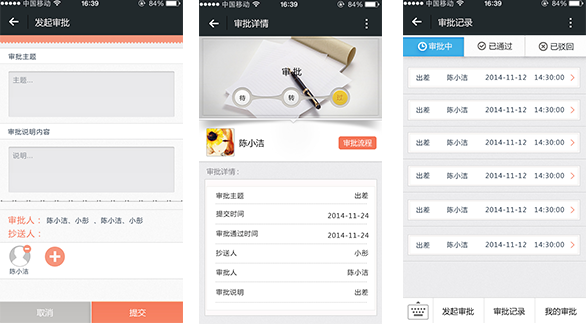 中国移动 16:39 84%
发起审批
审批主题
主题...
审批说明内容
说明...
审批人： 陈小洁、小彤 、陈小洁、小彤
抄送人：
陈小洁
取消
提交
中国移动 16:39 84%
审批详情
审批
特
转
陈小洁
审批流程
审批详情：
审批主题 出差
提交时间 2014-11-24
审批通过时间 2014-11-24
抄送人 小彤
审批人 陈小洁
审批说明 出差
中国移动 16:39 84%
审批记录
审批中
已通过
已驳回
出差 陈小洁 2014-11-12 14:30:00
出差 陈小洁 2014-11-12 14:30:00
出差 陈小洁 2014-11-12 14:30:00
出差 陈小洁 2014-11-12 14:30:00
出差 陈小洁 2014-11-12 14:30:00
出差 陈小洁 2014-11-12 14:30:00
发起审批
审批记录
我的审批